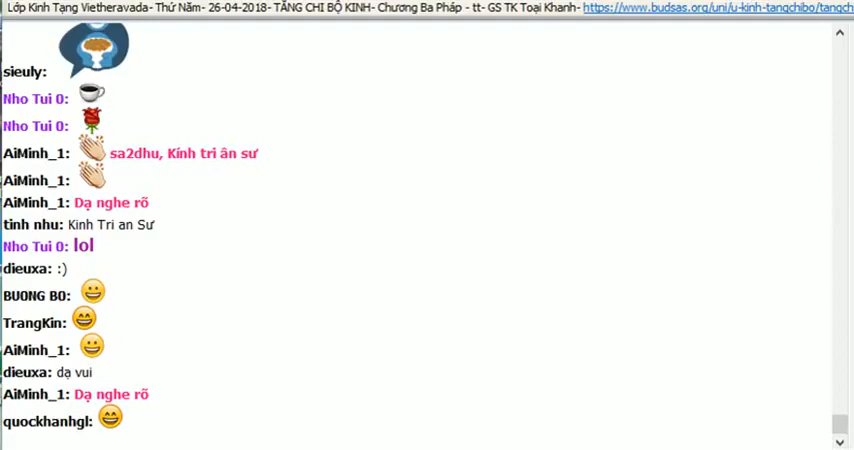 Lớp Kinh Tạng Vietheravada- Thứ Năm- 26-04-2018- TĂNG CHI BỘ KINH- Chương Ba Pháp - tt- GS TK Toại Khanh- https://www.budsas.org/uni/u-kinh-tangchibo/tangch
sieuly:
Nho Tui 0:
Nho Tui 0:
AiMinh_1: sa2dhu, Kính tri ân sư
AiMinh_1:
AiMinh_1: Dạ nghe rõ
tinh nhu: Kinh Tri an Sư
Nho Tui 0: lol
dieuxa: :)
BUONG BO:
TrangKin:
AiMinh_1:
dieuxa: dạ vui
AiMinh_1: Dạ nghe rõ
quockhanhgl: